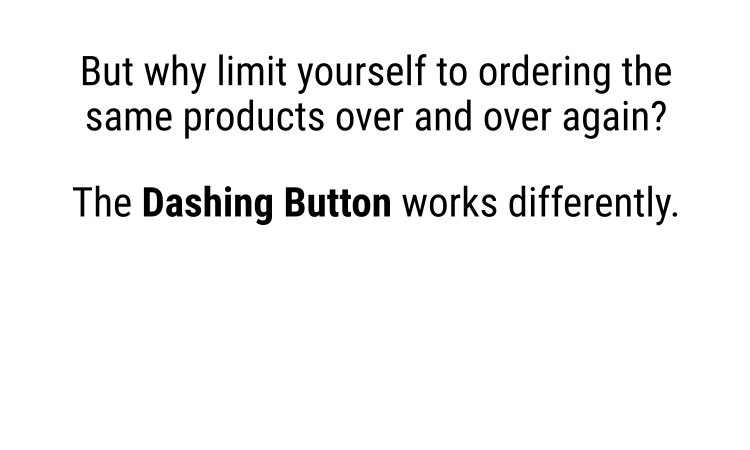 But why limit yourself to ordering the
same products over and over again?
The Dashing Button works differently.